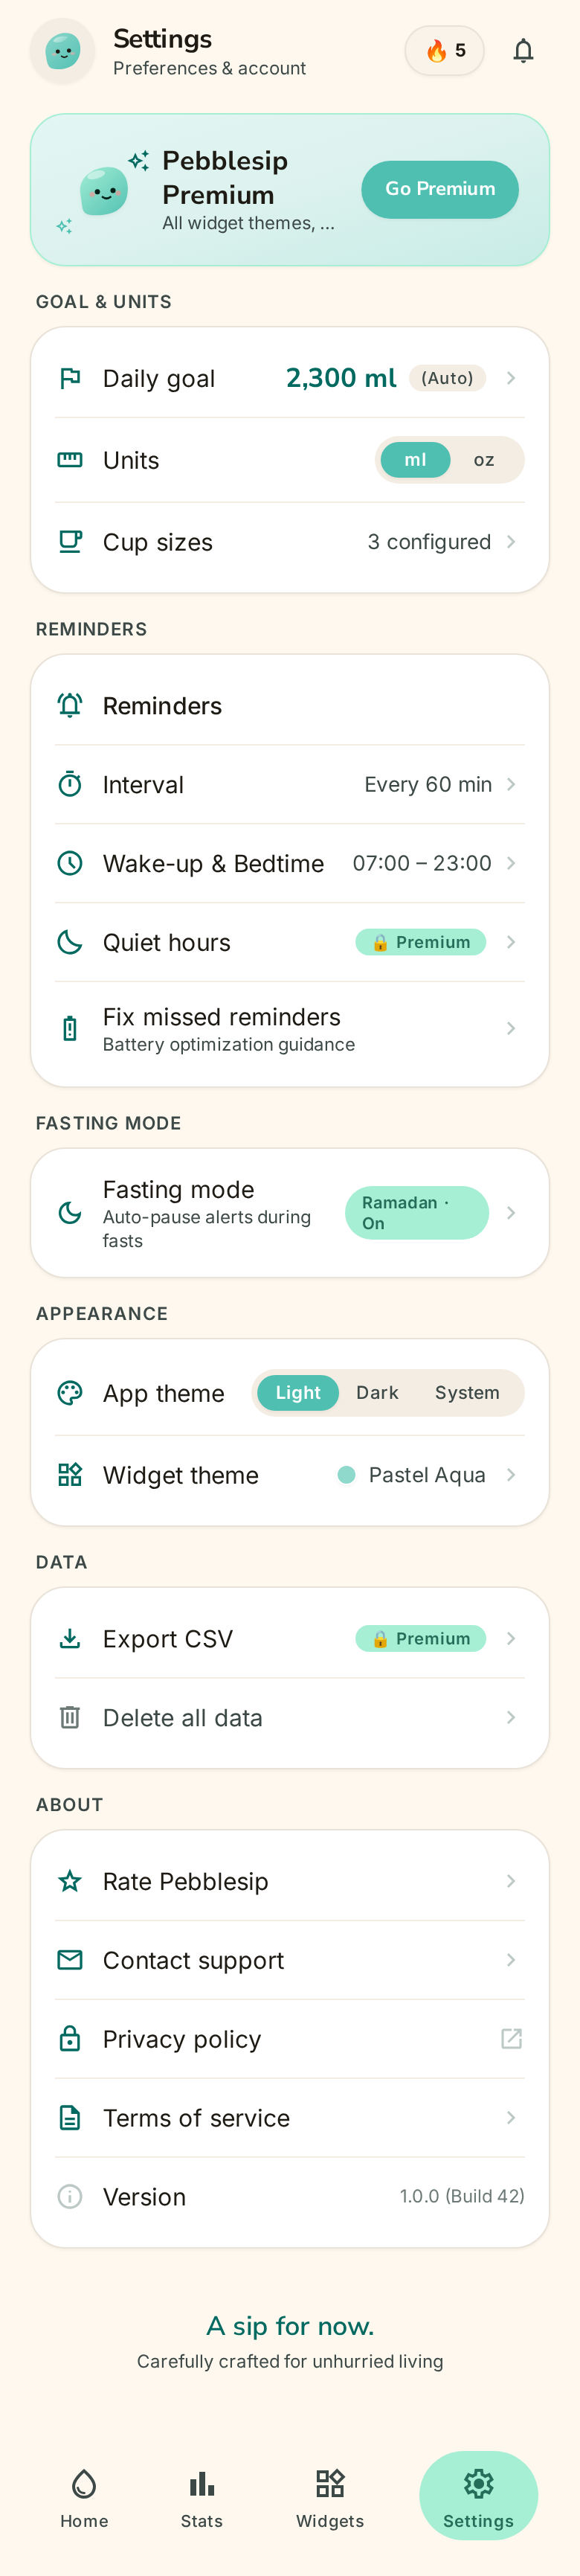 Settings
Preferences & account
🔥 5
Pebblesip
Premium
All widget themes, ...
Go Premium
GOAL & UNITS
Daily goal 2,300 ml (Auto)
Units ml oz
Cup sizes 3 configured
REMINDERS
Reminders
Interval Every 60 min
Wake-up & Bedtime 07:00 – 23:00
Quiet hours 🔒 Premium
Fix missed reminders
Battery optimization guidance
FASTING MODE
Fasting mode
Auto-pause alerts during
fasts
Ramadan ·
On
APPEARANCE
App theme Light Dark System
Widget theme Pastel Aqua
DATA
Export CSV 🔒 Premium
Delete all data
ABOUT
Rate Pebblesip
Contact support
Privacy policy
Terms of service
Version 1.0.0 (Build 42)
A sip for now.
Carefully crafted for unhurried living
Home Stats Widgets Settings